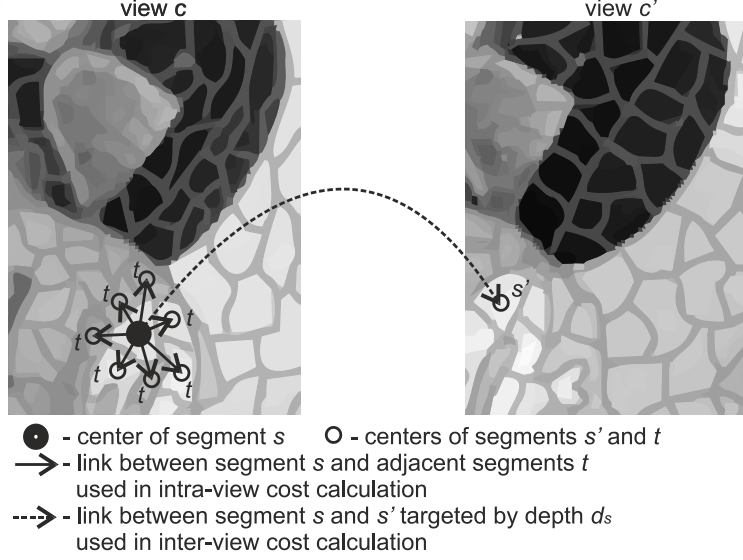 view c
view c’
t
t
t
t
t
t
t
s’
- center of segment s
- centers of segments s’ and t
- link between segment s and adjacent segments t
used in intra-view cost calculation
- link between segment s and s’ targeted by depth ds
used in inter-view cost calculation